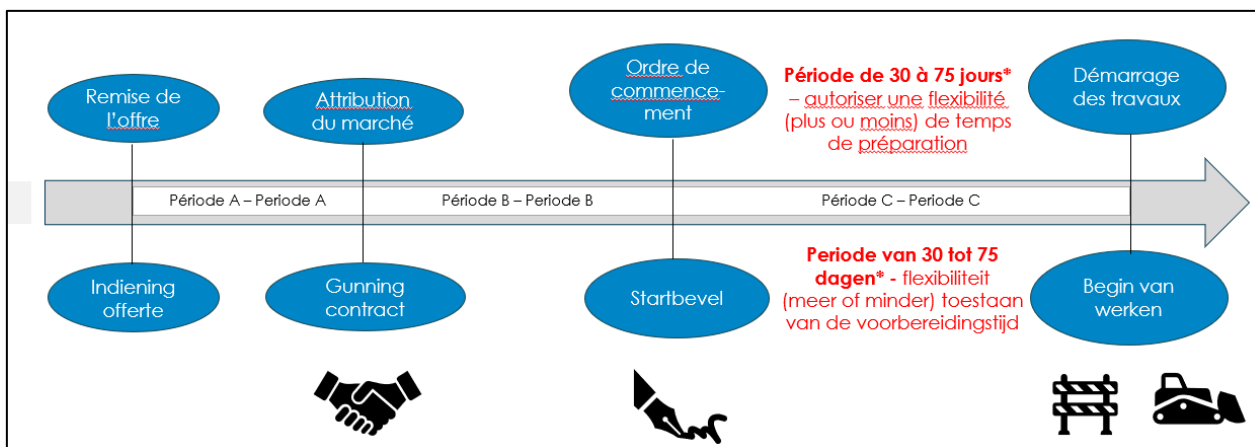 Remise de
l'offre
Attribution
du marché
Ordre de
commence-
ment
Période de 30 à 75 jours*
– autoriser une flexibilité
(plus ou moins) de temps
de préparation
Démarrage
des travaux
Période A – Periode A
Période B – Periode B
Période C – Periode C
Indiening
offerte
Gunning
contract
Startbevel
Periode van 30 tot 75
dagen* - flexibiliteit
(meer of minder) toestaan
van de voorbereidingstijd
Begin van
werken